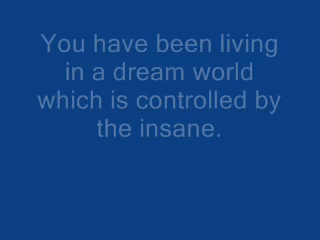 You have been living
in a dream world
which is controlled by
the insane.